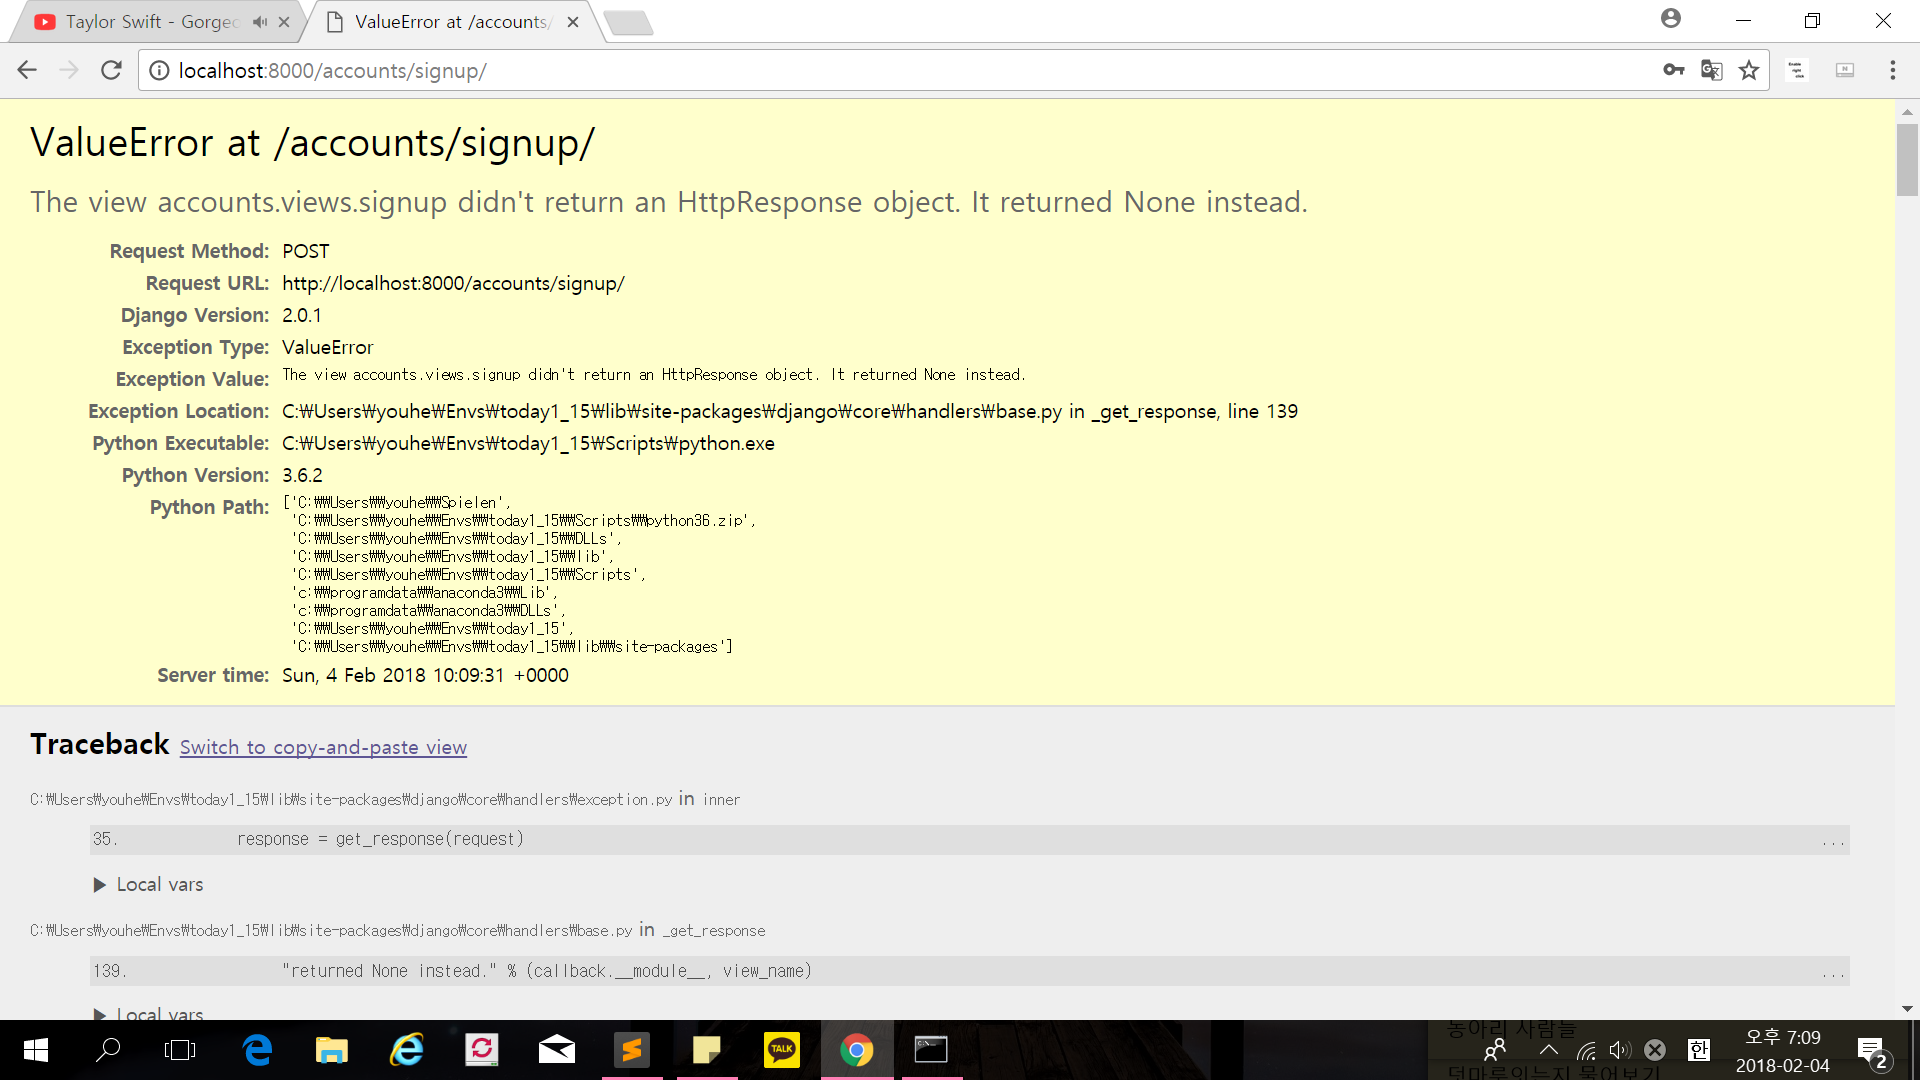 Taylor Swift - Gorgeo
ValueError at /accounts/
localhost:8000/accounts/signup/
ValueError at /accounts/signup/
The view accounts.views.signup didn't return an HttpResponse object. It returned None instead.
Request Method: POST
Request URL: http://localhost:8000/accounts/signup/
Django Version: 2.0.1
Exception Type: ValueError
Exception Value: The view accounts.views.signup didn't return an HttpResponse object. It returned None instead.
Exception Location: C:₩Users₩youhe₩Envs₩today1_15₩lib₩site-packages₩django₩core₩handlers₩base.py in _get_response, line 139
Python Executable: C:₩Users₩youhe₩Envs₩today1_15₩Scripts₩python.exe
Python Version: 3.6.2
Python Path: ['C:₩₩Users₩₩youhe₩₩Spielen',
'C:₩₩Users₩₩youhe₩₩Envs₩₩today1_15₩₩Scripts₩₩python36.zip',
'C:₩₩Users₩₩youhe₩₩Envs₩₩today1_15₩₩DLLs',
'C:₩₩Users₩₩youhe₩₩Envs₩₩today1_15₩₩lib',
'C:₩₩Users₩₩youhe₩₩Envs₩₩today1_15₩₩Scripts',
'c:₩₩programdata₩₩anaconda3₩₩Lib',
'c:₩₩programdata₩₩anaconda3₩₩DLLs',
'C:₩₩Users₩₩youhe₩₩Envs₩₩today1_15',
'C:₩₩Users₩₩youhe₩₩Envs₩₩today1_15₩₩lib₩₩site-packages']
Server time: Sun, 4 Feb 2018 10:09:31 +0000
Traceback Switch to copy-and-paste view
C:₩Users₩youhe₩Envs₩today1_15₩lib₩site-packages₩django₩core₩handlers₩exception.py in inner
35. response = get_response(request) ...
▶ Local vars
C:₩Users₩youhe₩Envs₩today1_15₩lib₩site-packages₩django₩core₩handlers₩base.py in _get_response
139. "returned None instead." % (callback.__module__, view_name) ...
▶ Local vars
동아리 사람들
TALK
한
오후 7:09
2018-02-04
2